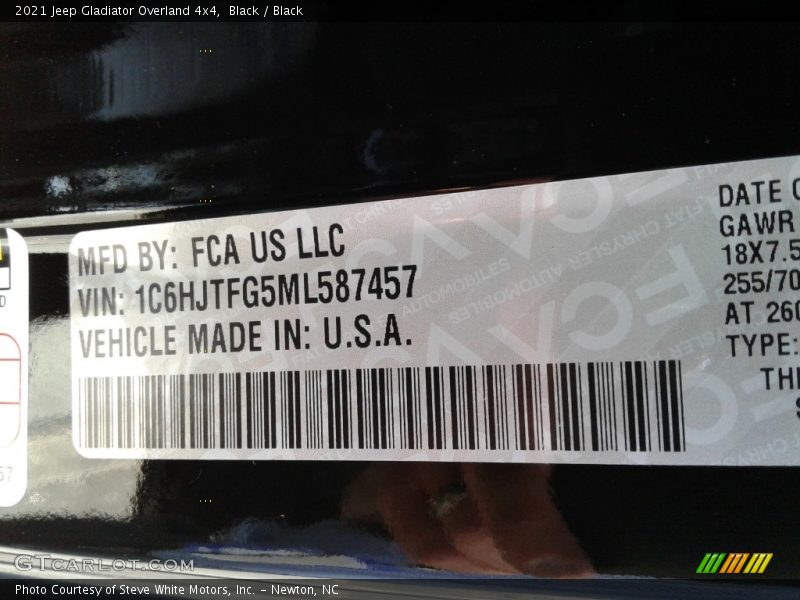 2021 Jeep Gladiator Overland 4x4, Black / Black
MFD BY: FCA US LLC
VIN: 1C6HJTFG5ML587457
VEHICLE MADE IN: U.S.A.
DATE
GAWR
18X7.5
255/70
AT 260
TYPE:
57
GTCARLOT.COM
Photo Courtesy of Steve White Motors, Inc. – Newton, NC